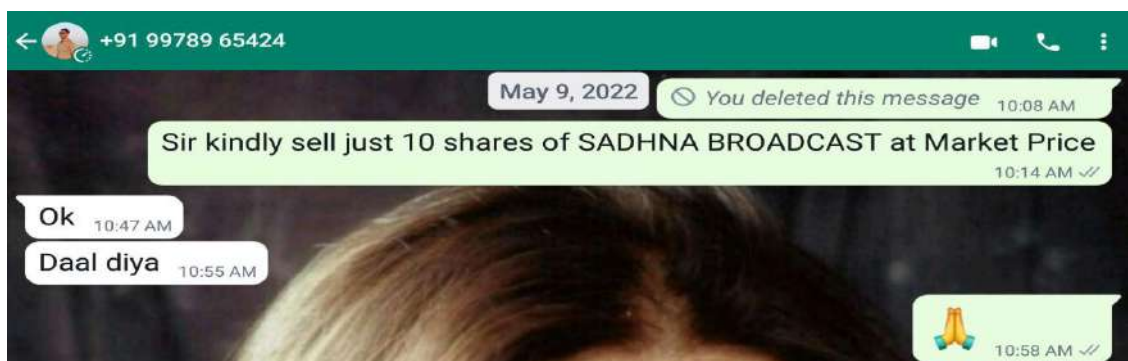 +91 99789 65424
May 9, 2022
You deleted this message 10:08 AM
Sir kindly sell just 10 shares of SADHNA BROADCAST at Market Price
10:14 AM
Ok 10:47 AM
Daal diya 10:55 AM
🙏 10:58 AM